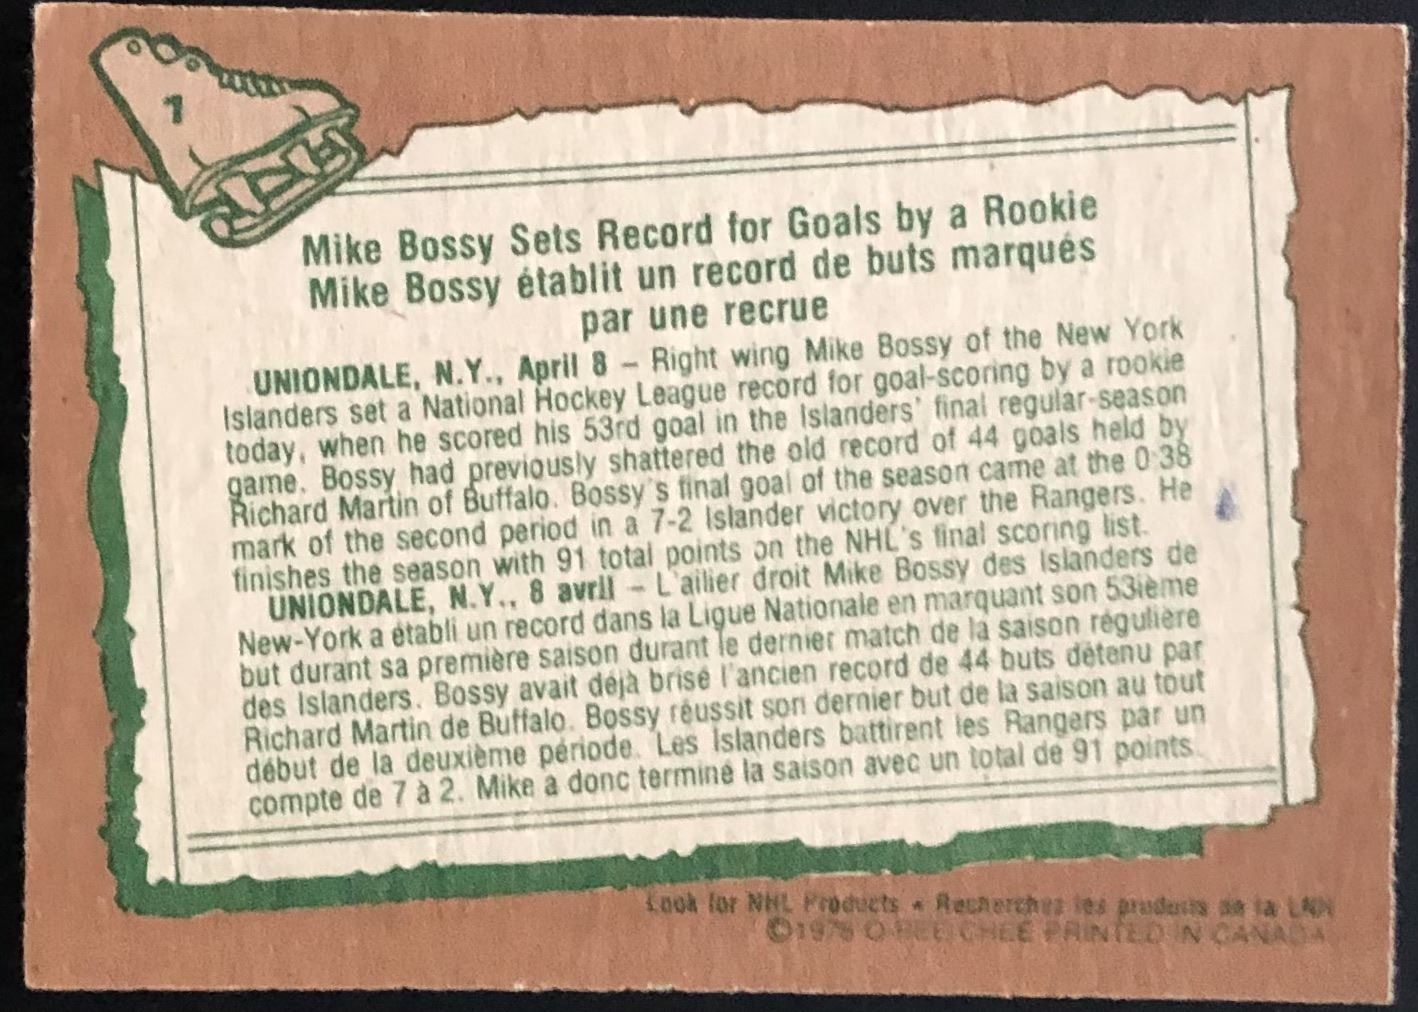 1
Mike Bossy Sets Record for Goals by a Rookie
Mike Bossy établit un record de buts marqués
par une recrue
UNIONDALE, N.Y., April 8 – Right wing Mike Bossy of the New York
Islanders set a National Hockey League record for goal-scoring by a rookie
today, when he scored his 53rd goal in the Islanders' final regular-season
game. Bossy had previously shattered the old record of 44 goals held by
Richard Martin of Buffalo. Bossy's final goal of the season came at the 0:38
mark of the second period in a 7-2 Islander victory over the Rangers. He
finishes the season with 91 total points on the NHL's final scoring list.
UNIONDALE, N.Y., 8 avril – L'ailier droit Mike Bossy des Islanders de
New-York a établi un record dans la Ligue Nationale en marquant son 53ième
but durant sa première saison durant le dernier match de la saison régulière
des Islanders. Bossy avait déjà brisé l'ancien record de 44 buts détenu par
Richard Martin de Buffalo. Bossy réussit son dernier but de la saison au tout
début de la deuxième période. Les Islanders battirent les Rangers par un
compte de 7 à 2. Mike a donc terminé la saison avec un total de 91 points.
Look for NHL Products • Recherchez les produits de la LNH
©1978 O-PEE-CHEE PRINTED IN CANADA